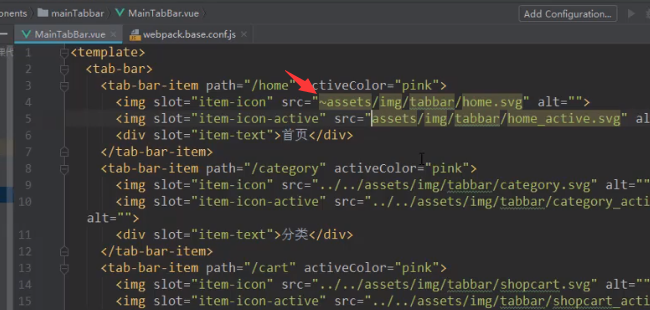 onents
mainTabbar
MainTabBar.vue
Add Configuration...
MainTabBar.vue
webpack.base.conf.js
1 <template>
2 <tab-bar>
3 <tab-bar-item path="/home" activeColor="pink">
4 <img slot="item-icon" src="~assets/img/tabbar/home.svg" alt="">
5 <img slot="item-icon-active" src="assets/img/tabbar/home_active.svg" al
6 <div slot="item-text">首页</div>
7 </tab-bar-item>
8 <tab-bar-item path="/category" activeColor="pink">
9 <img slot="item-icon" src="../../assets/img/tabbar/category.svg" alt=""
10 <img slot="item-icon-active" src="../../assets/img/tabbar/category_acti
alt="">
11 <div slot="item-text">分类</div>
12 </tab-bar-item>
13 <tab-bar-item path="/cart" activeColor="pink">
14 <img slot="item-icon" src="../../assets/img/tabbar/shopcart.svg" alt=""
15 <img slot="item-icon-active" src="../../assets/img/tabbar/shopcart_acti